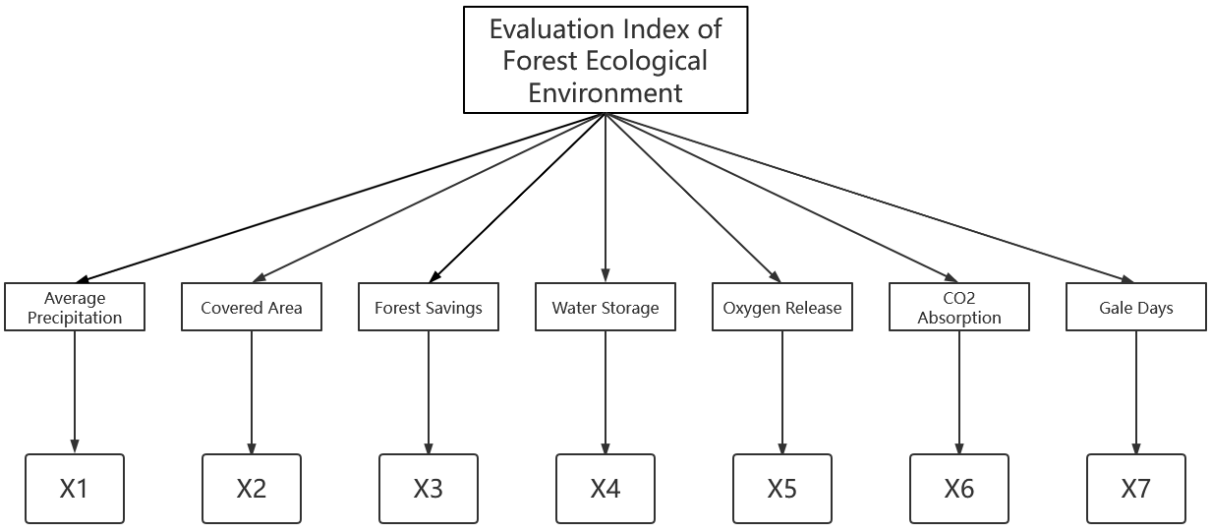 Evaluation Index of
Forest Ecological
Environment
Average
Precipitation
Covered Area
Forest Savings
Water Storage
Oxygen Release
CO2
Absorption
Gale Days
X1
X2
X3
X4
X5
X6
X7